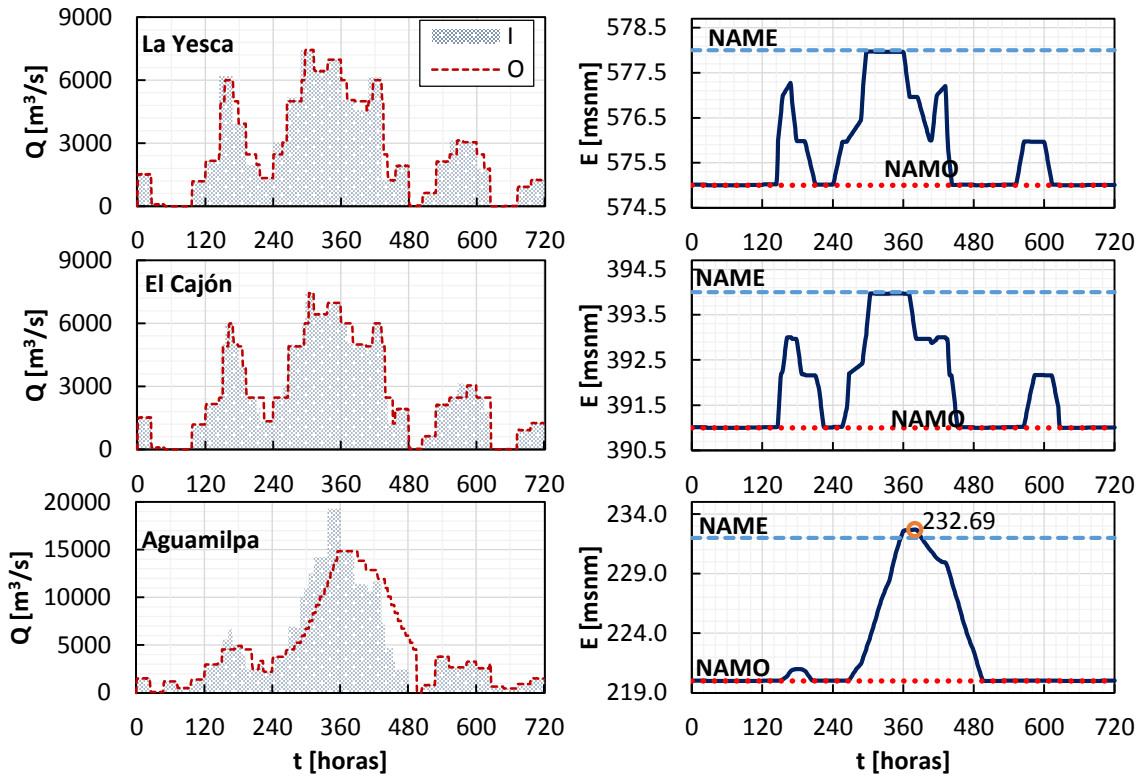 La Yesca
I
O
Q [m³/s]
9000
6000
3000
0
0 120 240 360 480 600 720
NAME
NAMO
E [msnm]
578.5
577.5
576.5
575.5
574.5
0 120 240 360 480 600 720
El Cajón
Q [m³/s]
9000
6000
3000
0
0 120 240 360 480 600 720
NAME
NAMO
E [msnm]
394.5
393.5
392.5
391.5
390.5
0 120 240 360 480 600 720
Aguamilpa
Q [m³/s]
20000
15000
10000
5000
0
0 120 240 360 480 600 720
t [horas]
NAME
232.69
NAMO
E [msnm]
234.0
229.0
224.0
219.0
0 120 240 360 480 600 720
t [horas]